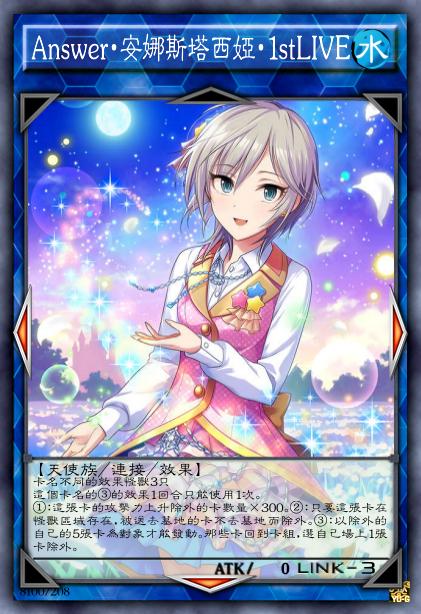 Answer・安娜斯塔西婭・1stLIVE 水
【天使族／連接／效果】
卡名不同的效果怪獸3只
這個卡名的③的效果1回合只能使用1次。
①：這張卡的攻擊力上升除外的卡數量×300。②：只要這張卡在
怪獸區域存在，被送去墓地的卡不去墓地而除外。③：以除外的
自己的5張卡為對象才能發動。那些卡回到卡組，選自己場上1張
卡除外。
ATK/ 0 LINK-3
81007208